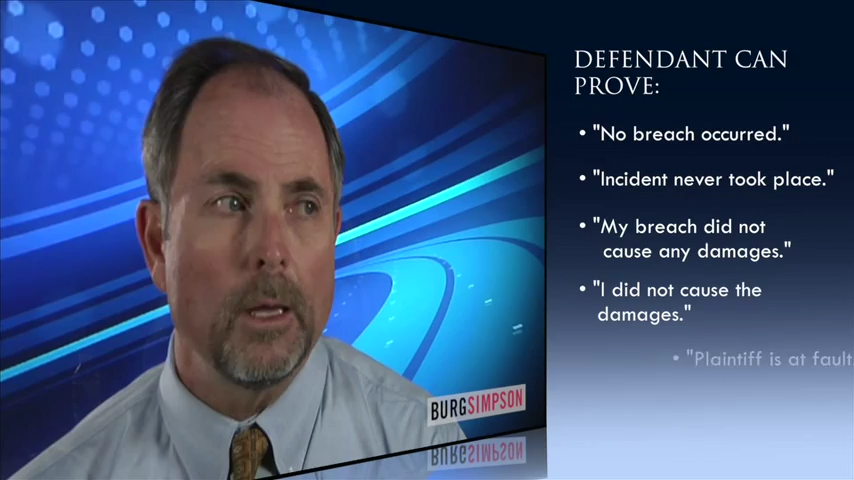 DEFENDANT CAN
PROVE:
• "No breach occurred."
• "Incident never took place."
• "My breach did not
cause any damages."
• "I did not cause the
damages."
• "Plaintiff is at fault.
BURGSIMPSON
BURGSIMPSON